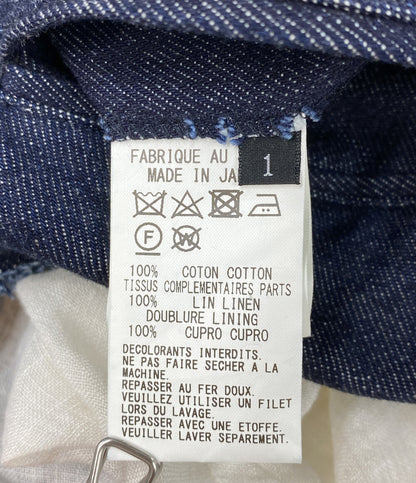 FABRIQUE AU
MADE IN JA
1
F W
100% COTON COTTON
TISSUS COMPLEMENTAIRES PARTS
100% LIN LINEN
DOUBLURE LINING
100% CUPRO CUPRO
DECOLORANTS INTERDITS.
NE PAS FAIRE SECHER A LA
MACHINE.
REPASSER AU FER DOUX.
VEUILLEZ UTILISER UN FILET
LORS DU LAVAGE.
REPASSER AVEC UNE ETOFFE.
VEUILLER LAVER SEPAREMENT.